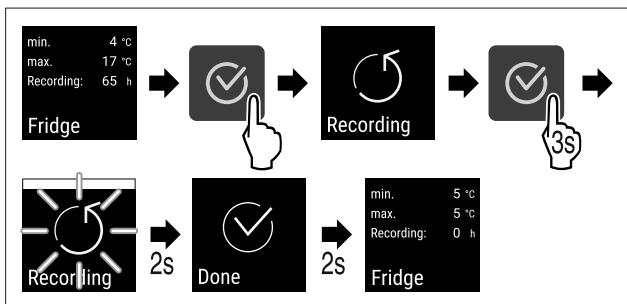 min. 4 °C
max. 17 °C
Recording: 65 h
Fridge
Recording
3s
Recording
2s
Done
2s
min. 5 °C
max. 5 °C
Recording: 0 h
Fridge